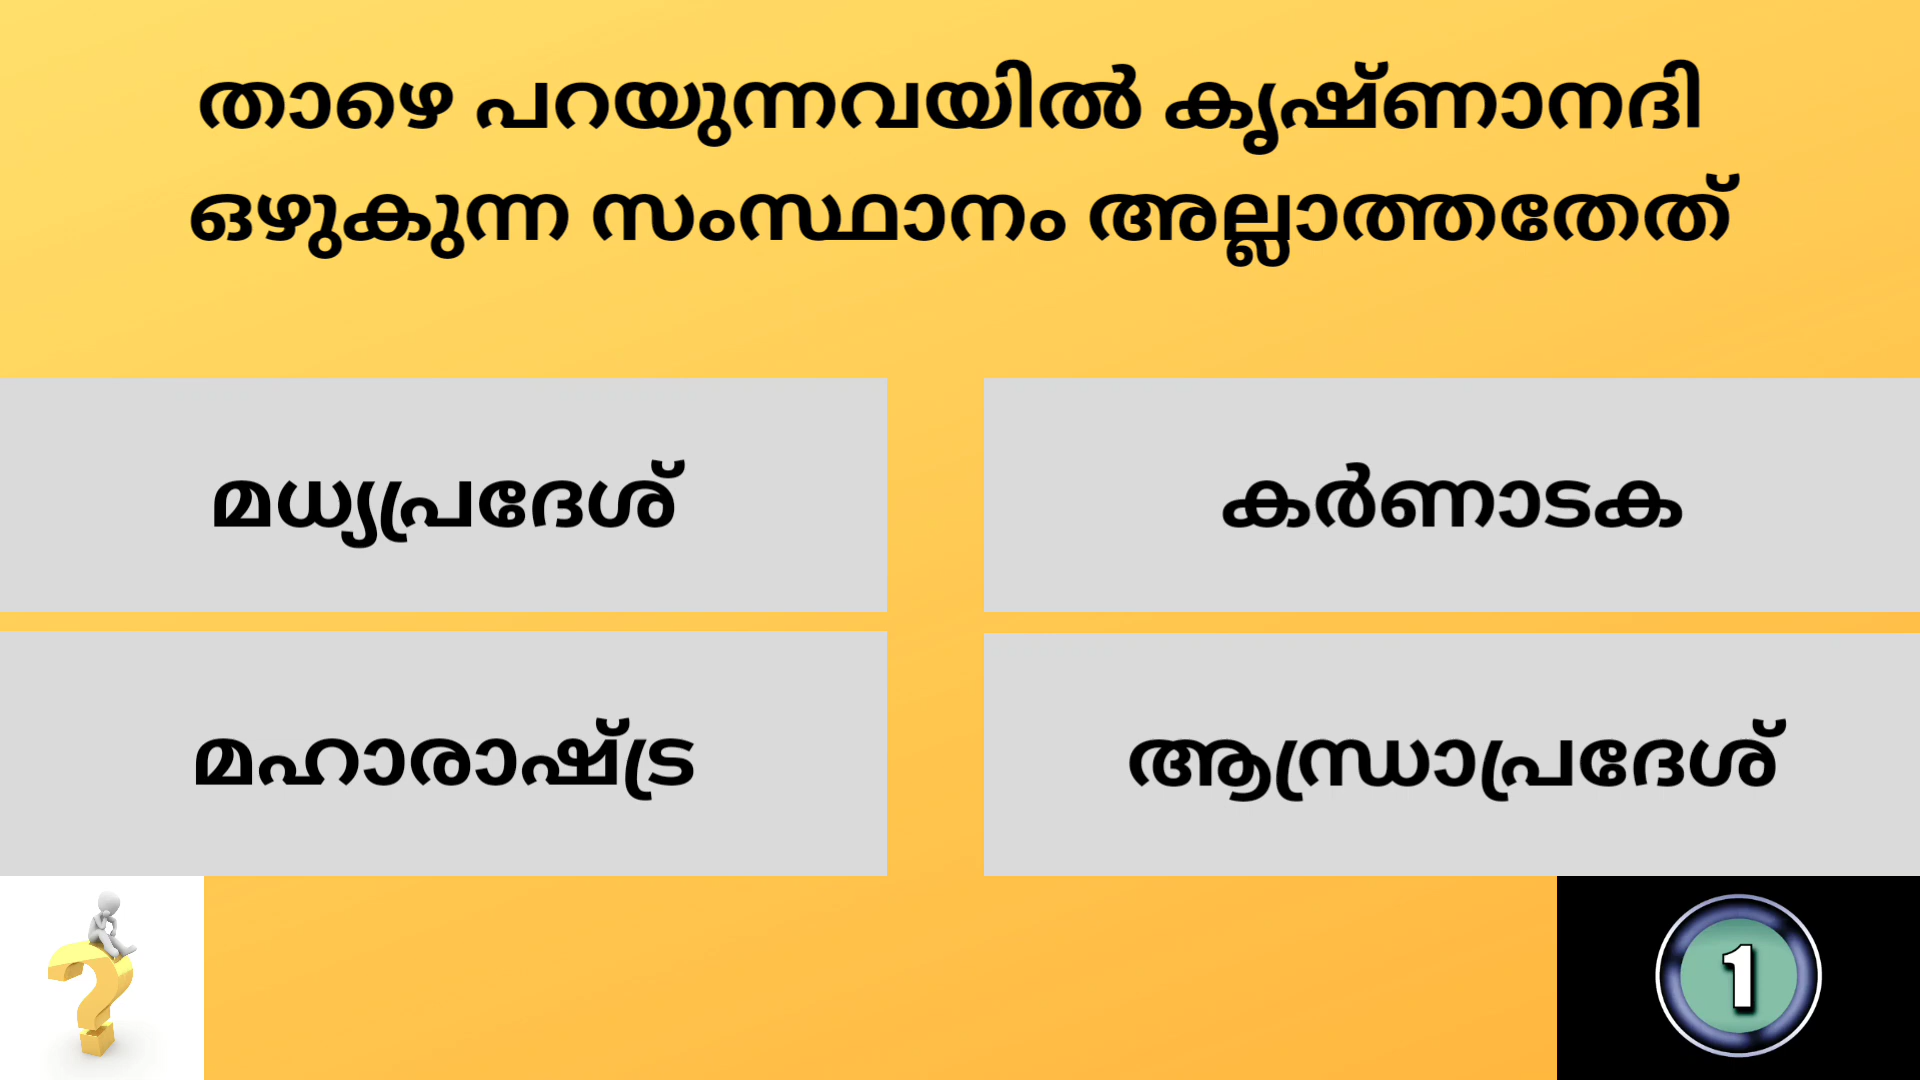 താഴെ പറയുന്നവയിൽ കൃഷ്ണാനദി
ഒഴുകുന്ന സംസ്ഥാനം അല്ലാത്തതേത്
മധ്യപ്രദേശ്
കർണാടക
മഹാരാഷ്ട്ര
ആന്ധ്രാപ്രദേശ്
1